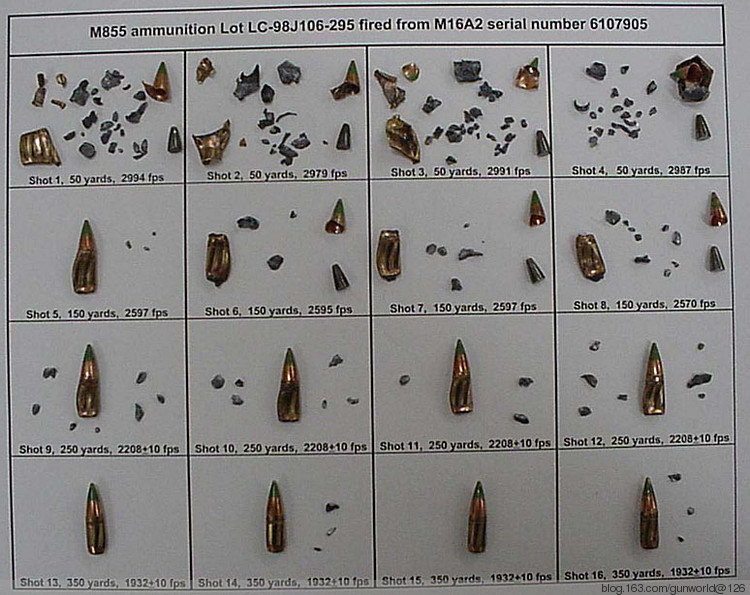 M855 ammunition Lot LC-98J106-295 fired from M16A2 serial number 6107905
Shot 1, 50 yards, 2994 fps
Shot 2, 50 yards, 2979 fps
Shot 3, 50 yards, 2991 fps
Shot 4, 50 yards, 2987 fps
Shot 5, 150 yards, 2597 fps
Shot 6, 150 yards, 2595 fps
Shot 7, 150 yards, 2597 fps
Shot 8, 150 yards, 2570 fps
Shot 9, 250 yards, 2208+10 fps
Shot 10, 250 yards, 2208+10 fps
Shot 11, 250 yards, 2208+10 fps
Shot 12, 250 yards, 2208+10 fps
Shot 13, 350 yards, 1932+10 fps
Shot 14, 350 yards, 1932+10 fps
Shot 15, 350 yards, 1932+10 fps
Shot 16, 350 yards, 1932+10 fps
blog.163.com/gunworld@126